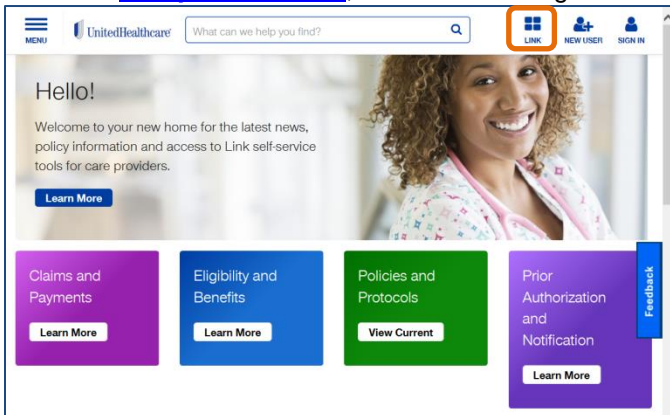 MENU
UnitedHealthcare
What can we help you find?
LINK
NEW USER
SIGN IN
Hello!
Welcome to your new home for the latest news,
policy information and access to Link self-service
tools for care providers.
Learn More
Claims and
Payments
Learn More
Eligibility and
Benefits
Learn More
Policies and
Protocols
View Current
Prior
Authorization
and
Notification
Learn More
Feedback